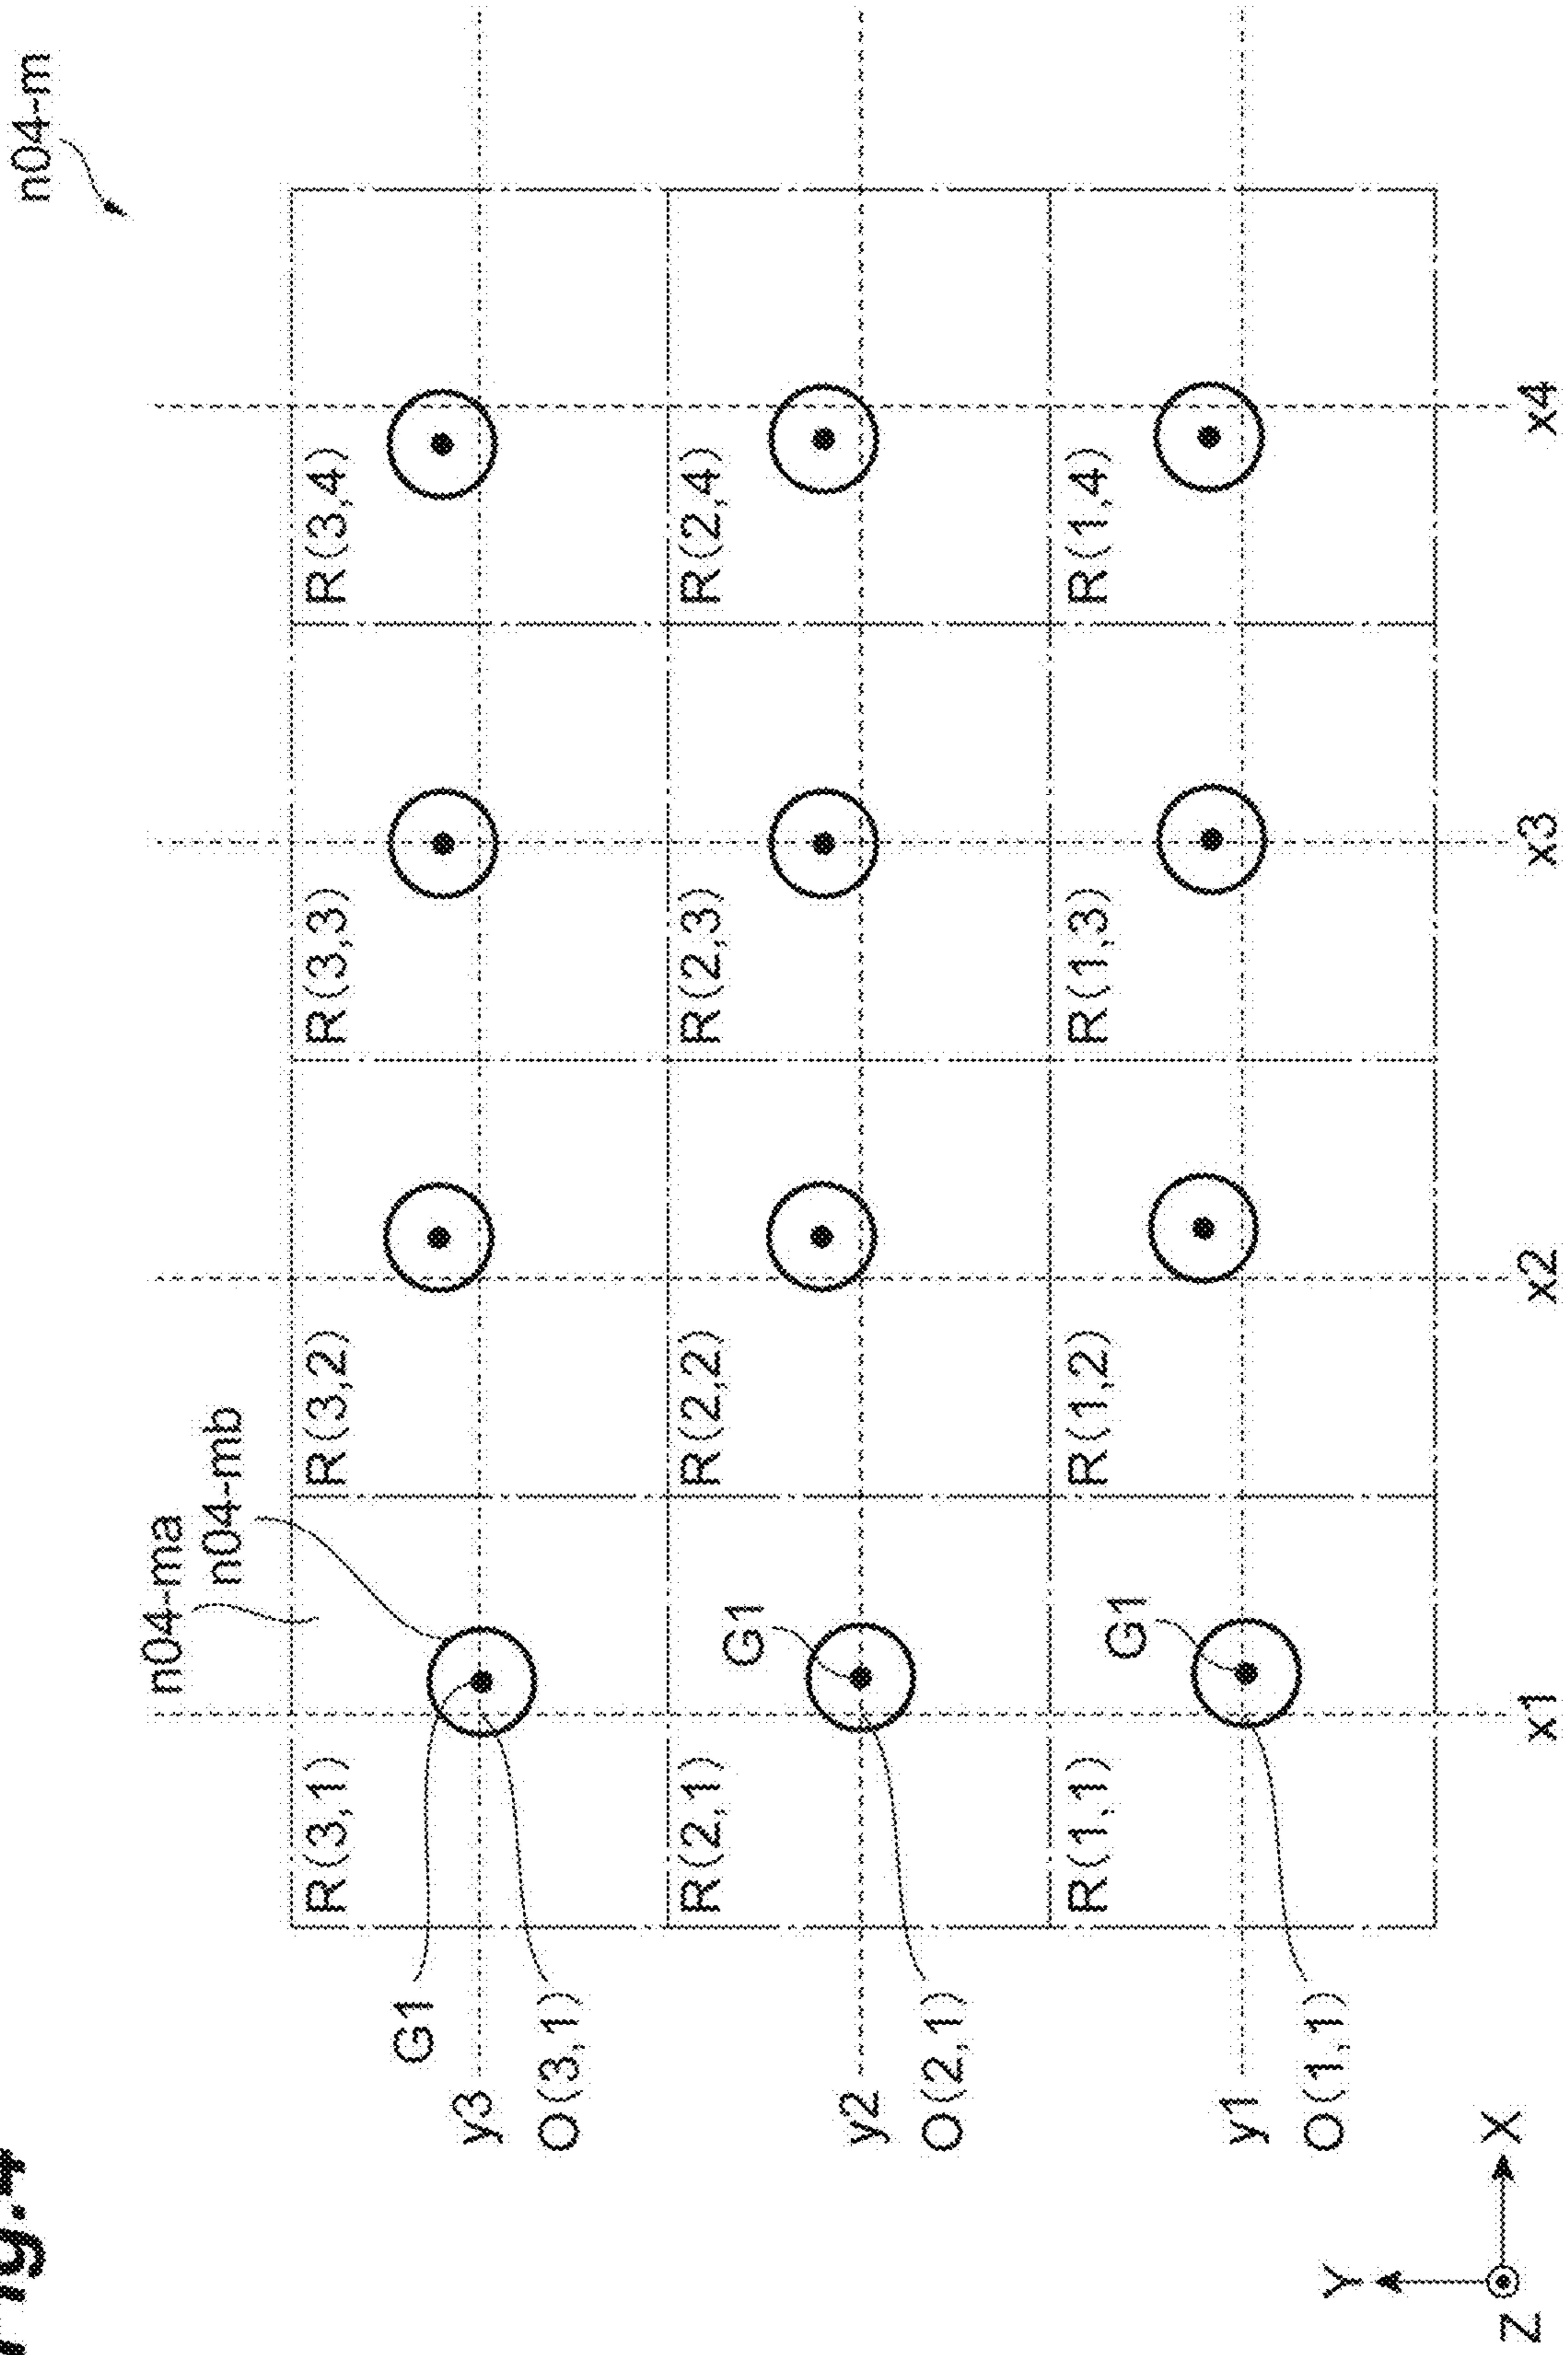 Fig.4
n04-m
n04-ma
n04-mb
R(3,1)
R(3,2)
R(3,3)
R(3,4)
G1
y3
O(3,1)
R(2,1)
R(2,2)
R(2,3)
R(2,4)
G1
y2
O(2,1)
R(1,1)
R(1,2)
R(1,3)
R(1,4)
G1
y1
O(1,1)
x1
x2
x3
x4
Y
X
Z